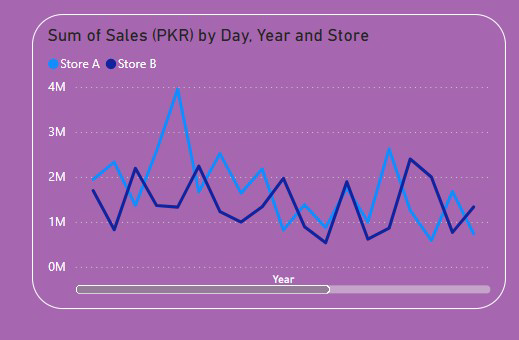 Sum of Sales (PKR) by Day, Year and Store
Store A Store B
4M
3M
2M
1M
0M
Year